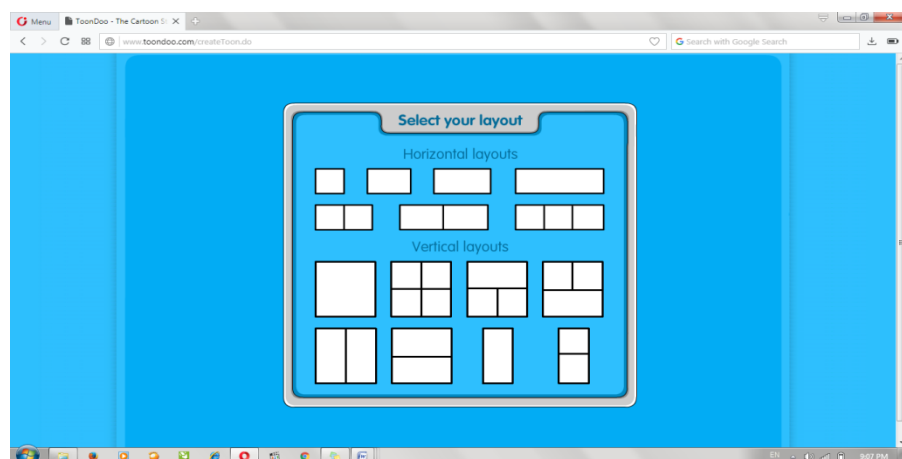 Menu
ToonDoo - The Cartoon St
www.toondoo.com/createToon.do
Search with Google Search
Select your layout
Horizontal layouts
Vertical layouts
EN
9:07 PM